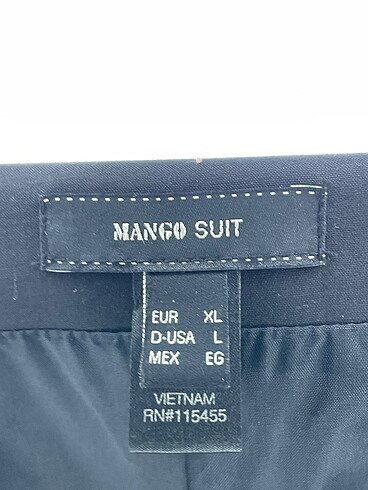 MANGO SUIT
EUR XL
D-USA L
MEX EG
VIETNAM
RN#115455